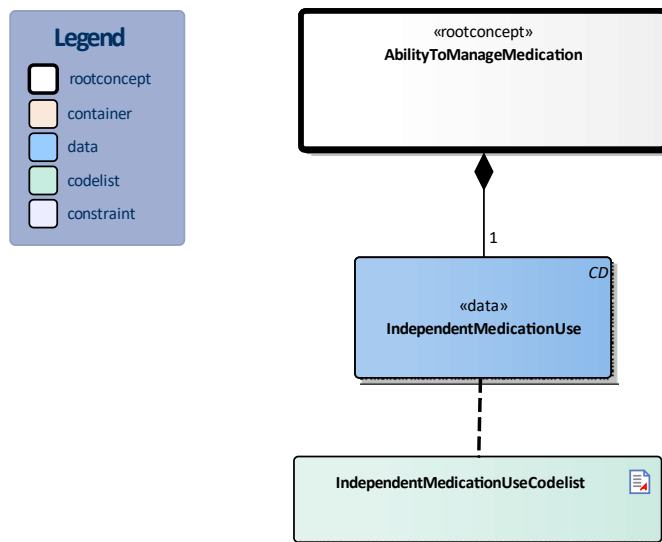 Legend
rootconcept
container
data
codelist
constraint
«rootconcept»
AbilityToManageMedication
1
CD
«data»
IndependentMedicationUse
IndependentMedicationUseCodelist